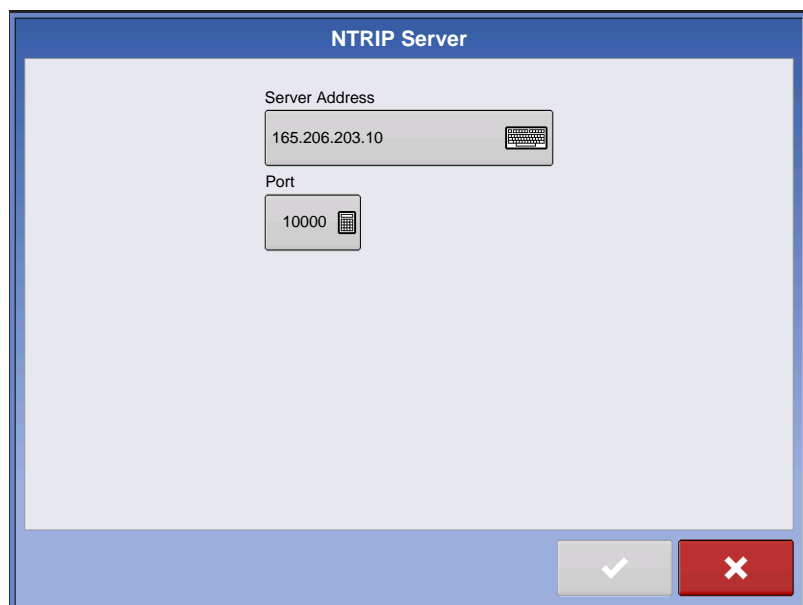 NTRIP Server
Server Address
165.206.203.10
Port
10000